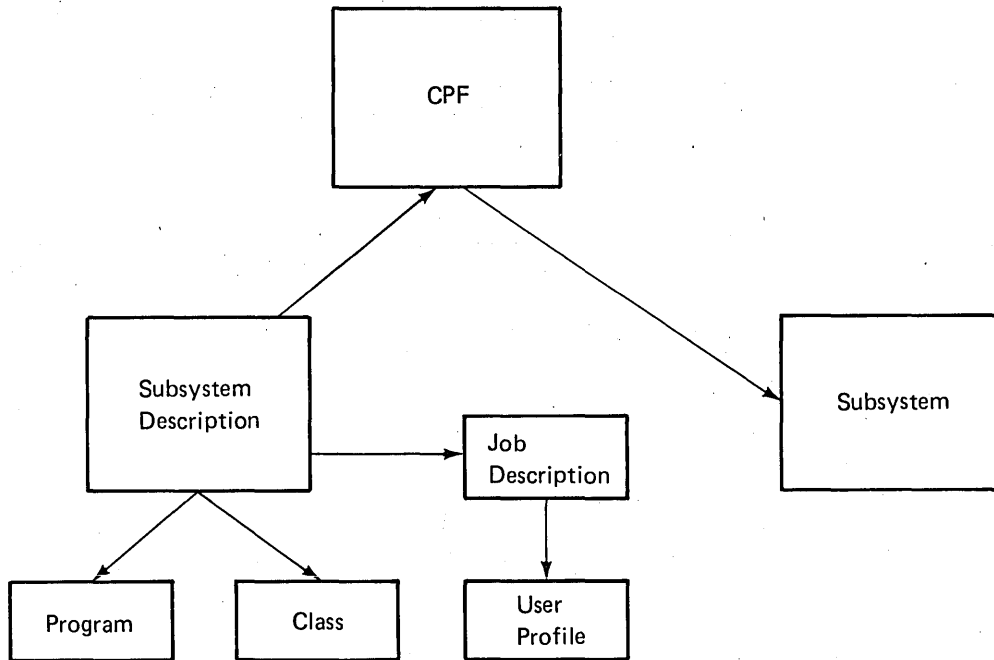 CPF
Subsystem
Description
Subsystem
Job
Description
Program
Class
User
Profile